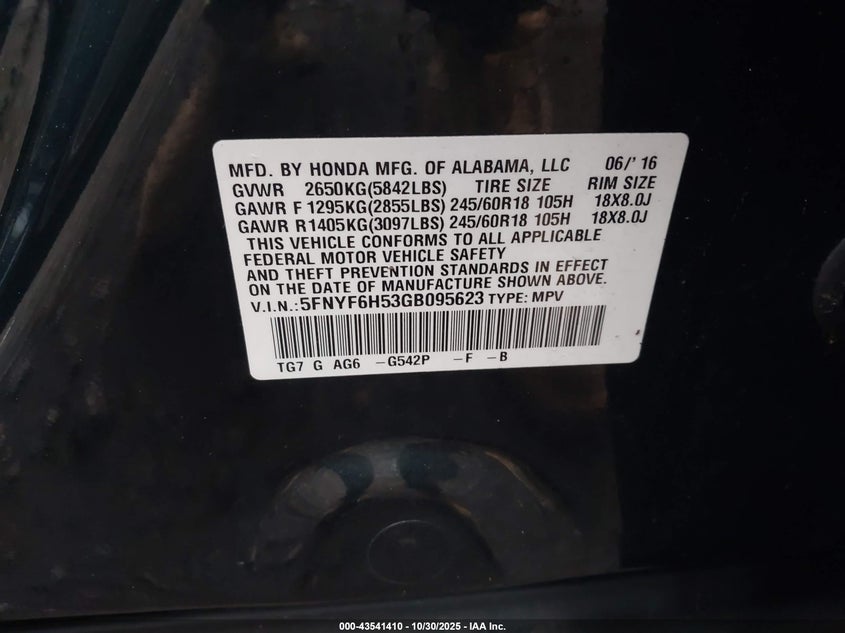 MFD. BY HONDA MFG. OF ALABAMA, LLC 06/' 16
GVWR 2650KG(5842LBS) TIRE SIZE RIM SIZE
GAWR F 1295KG(2855LBS) 245/60R18 105H 18X8.0J
GAWR R1405KG(3097LBS) 245/60R18 105H 18X8.0J
THIS VEHICLE CONFORMS TO ALL APPLICABLE
FEDERAL MOTOR VEHICLE SAFETY
AND THEFT PREVENTION STANDARDS IN EFFECT
ON THE DATE OF MANUFACTURE SHOWN ABOVE.
V.I.N.:5FNYF6H53GB095623 TYPE: MPV
TG7 G AG6 -G542P -F -B
000-43541410 - 10/30/2025 - IAA Inc.